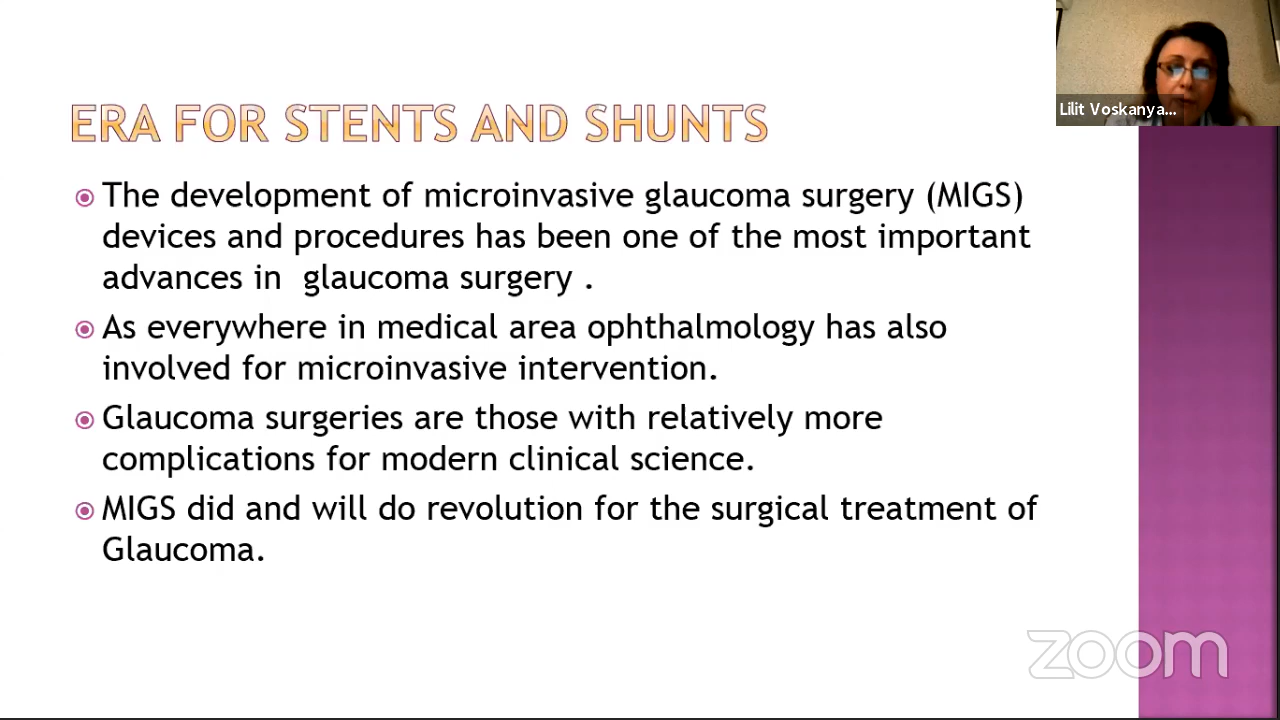 ERA FOR STENTS AND SHUNTS
The development of microinvasive glaucoma surgery (MIGS)
devices and procedures has been one of the most important
advances in  glaucoma surgery .
As everywhere in medical area ophthalmology has also
involved for microinvasive intervention.
Glaucoma surgeries are those with relatively more
complications for modern clinical science.
MIGS did and will do revolution for the surgical treatment of
Glaucoma.
Lilit Voskanya...
zoom